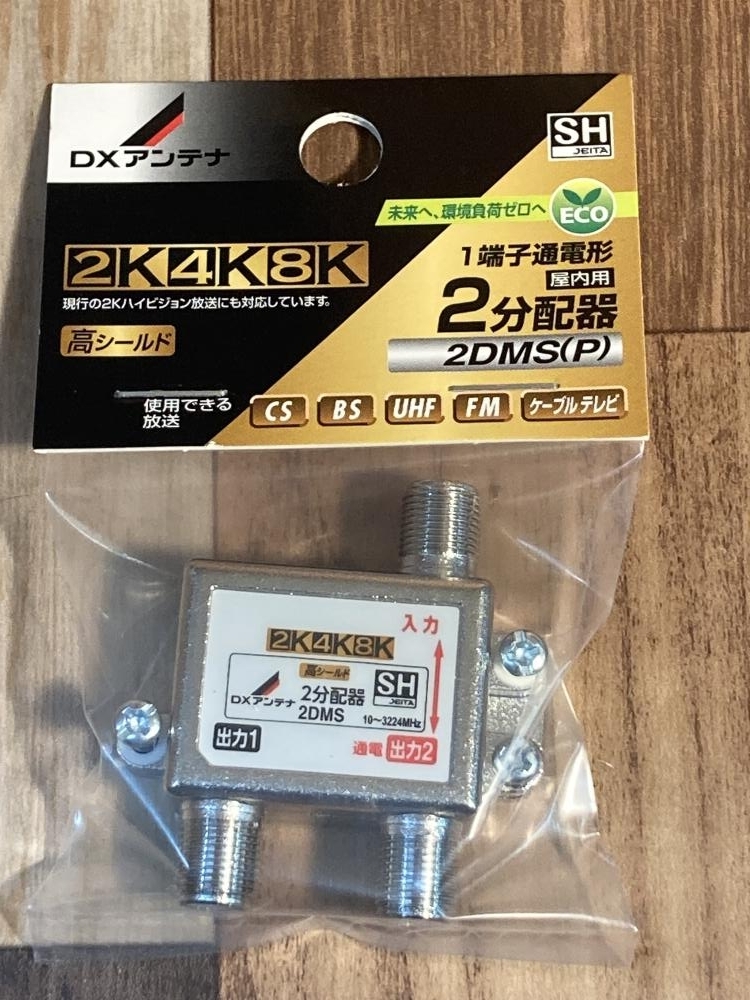 DXアンテナ
SH
JEITA
未来へ、環境負荷ゼロへ
ECO
2K4K8K
現行の2Kハイビジョン放送にも対応しています。
高シールド
1端子通電形
屋内用
2分配器
2DMS(P)
使用できる
放送
CS BS UHF FM ケーブルテレビ
入力
2K4K8K
高シールド
DXアンテナ
2分配器
2DMS
SH
JEITA
10～3224MHz
出力1
通電 出力2